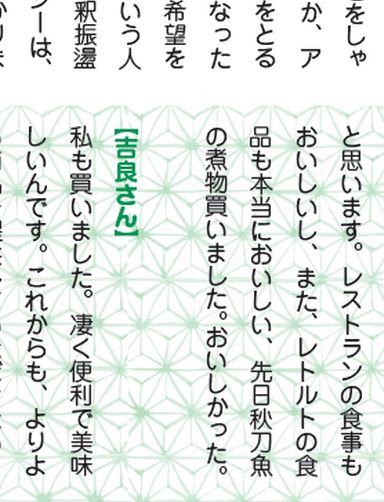 をしゃ
か、ア
をとる
なった
希望を
いう人
釈振盪
ーは、
と思います。レストランの食事も
おいしいし、また、レトルトの食
品も本当においしい、先日秋刀魚
の煮物買いました。おいしかった。
【吉良さん】
私も買いました。凄く便利で美味
しいんです。これからも、よりよ